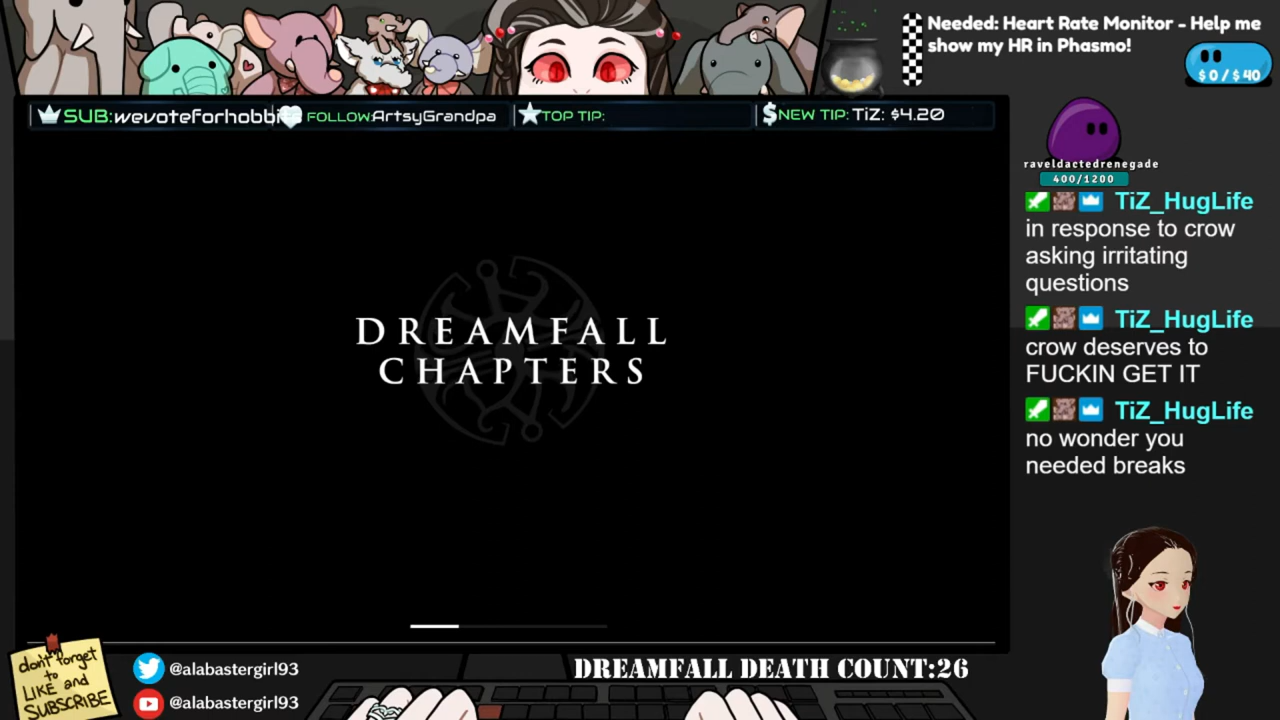 Needed: Heart Rate Monitor - Help me
show my HR in Phasmo!
$ 0 / $ 40
SUB:wevoteforhobbi
FOLLOW:ArtsyGrandpa
TOP TIP:
NEW TIP: TiZ: $4.20
raveldactedrenegade
400/1200
TiZ_HugLife
in response to crow
asking irritating
questions
TiZ_HugLife
crow deserves to
FUCKIN GET IT
TiZ_HugLife
no wonder you
needed breaks
DREAMFALL
CHAPTERS
don't forget
to
LIKE and
SUBSCRIBE
@alabastergirl93
@alabastergirl93
DREAMFALL DEATH COUNT:26